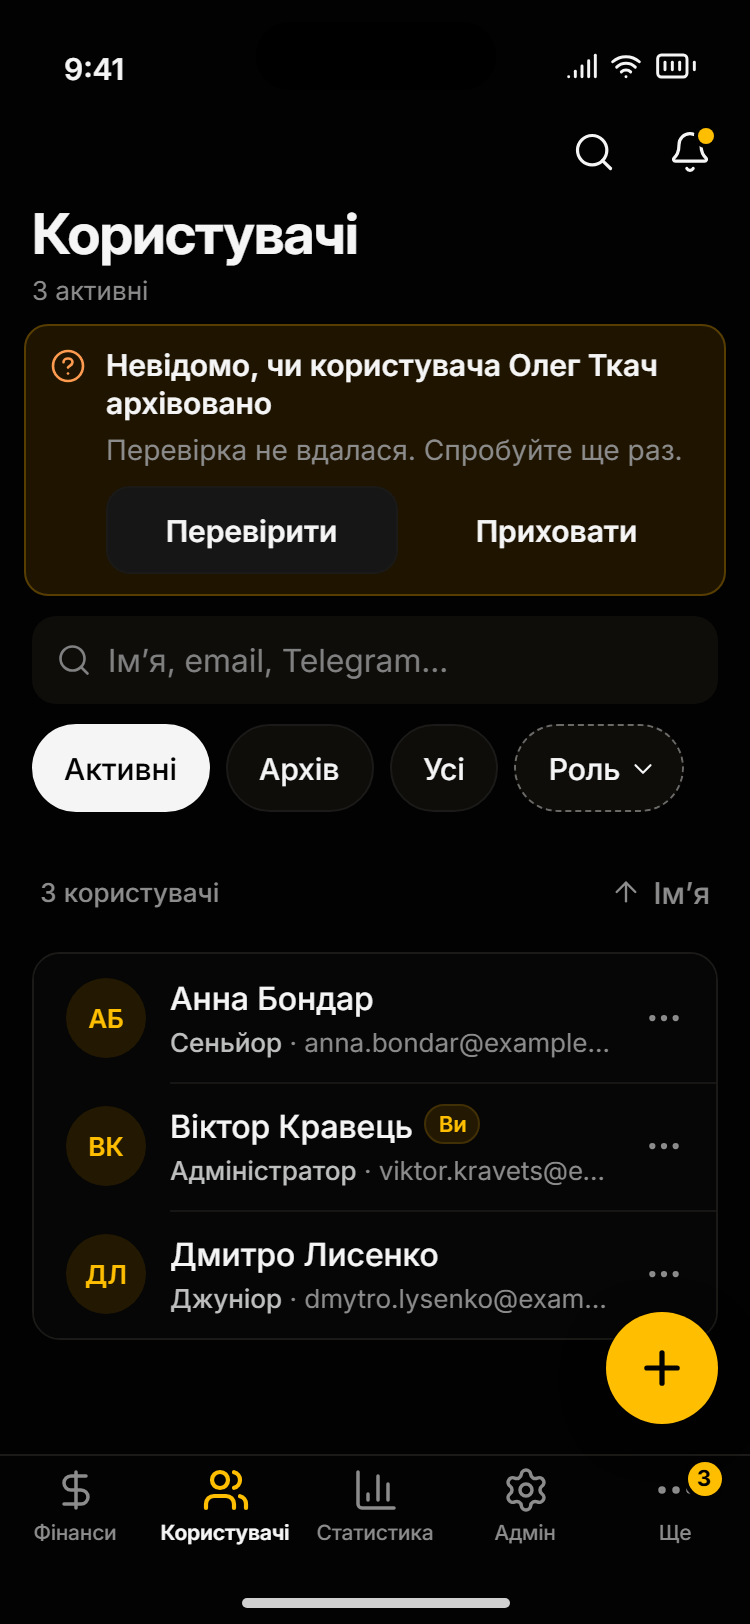 9:41
Користувачі
3 активні
Невідомо, чи користувача Олег Ткач
архівовано
Перевірка не вдалася. Спробуйте ще раз.
Перевірити
Приховати
Ім’я, email, Telegram...
Активні
Архів
Усі
Роль
3 користувачі
Ім’я
АБ
Анна Бондар
Сеньйор · anna.bondar@example...
ВК
Віктор Кравець Ви
Адміністратор · viktor.kravets@e...
ДЛ
Дмитро Лисенко
Джуніор · dmytro.lysenko@exam...
3
Фінанси
Користувачі
Статистика
Адмін
Ще